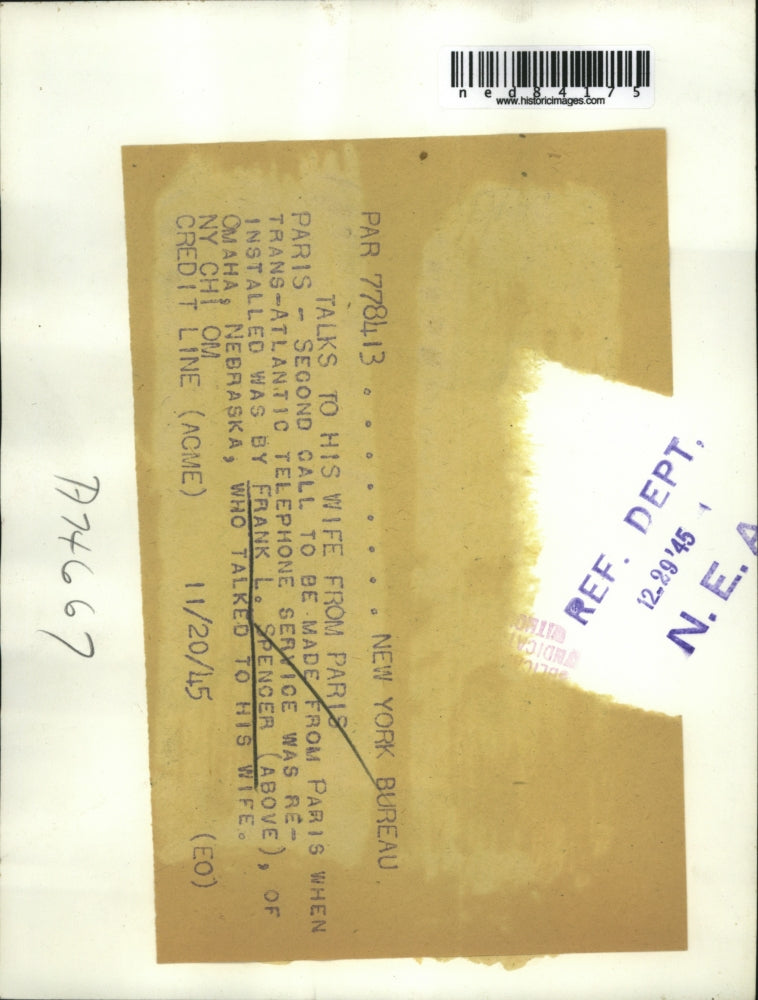 ned84175
www.historicimages.com
PAR 778413 . . . . . . . . . NEW YORK BUREAU
TALKS TO HIS WIFE FROM PARIS
PARIS - SECOND CALL TO BE MADE FROM PARIS WHEN
TRANS-ATLANTIC TELEPHONE SERVICE WAS RE-
INSTALLED WAS BY FRANK L. SPENCER (ABOVE), OF
OMAHA, NEBRASKA, WHO TALKED TO HIS WIFE.
NY CHI OM
CREDIT LINE (ACME) 11/20/45 (EO)
REF. DEPT.
12-29'45
N. E. A
A74667